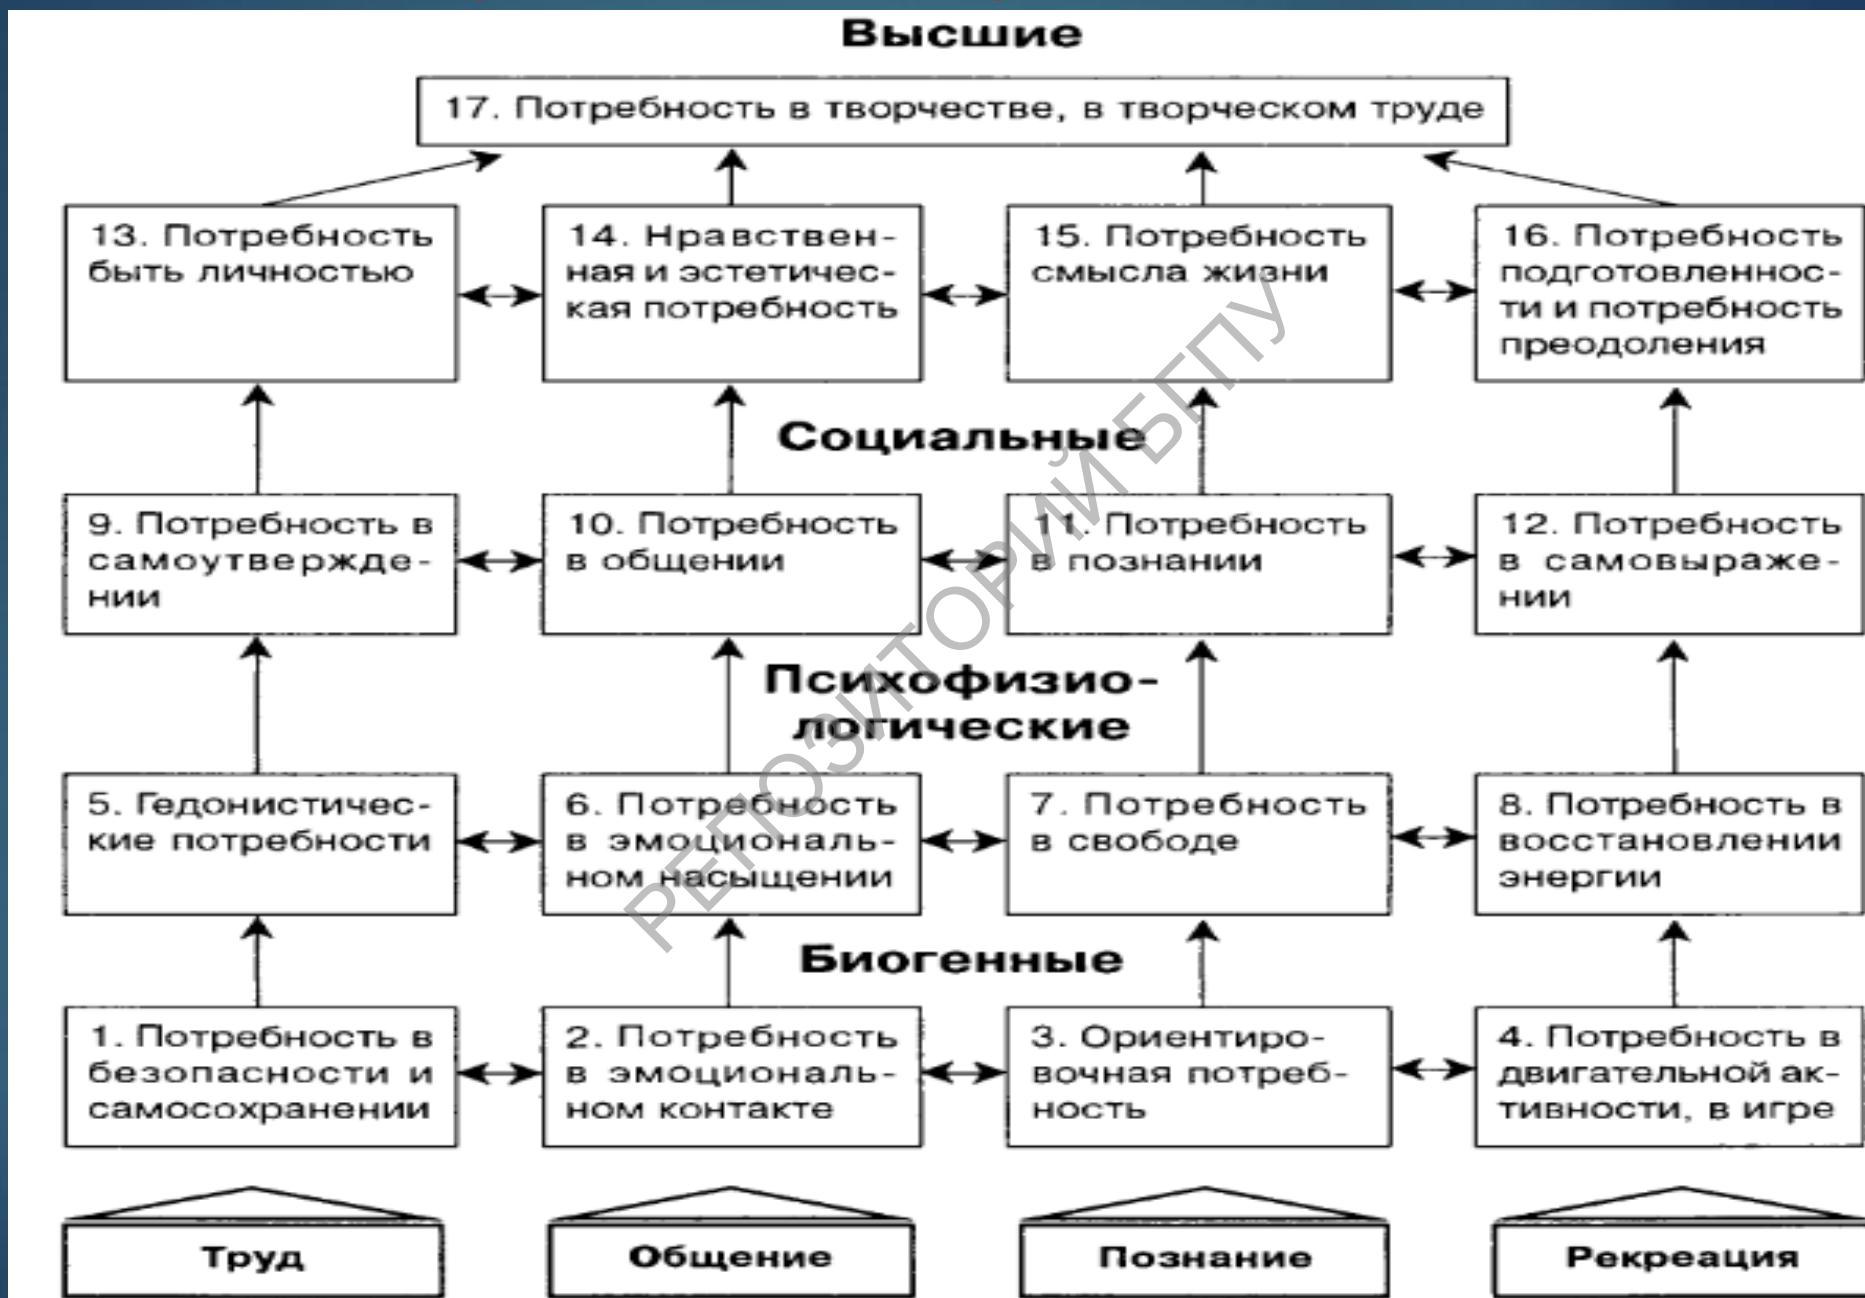 Высшие
17. Потребность в творчестве, в творческом труде
13. Потребность
быть личностью
14. Нравствен-
ная и эстетичес-
кая потребность
15. Потребность
смысла жизни
16. Потребность
подготовленнос-
ти и потребность
преодоления
Социальные
9. Потребность в
самоутвержде-
нии
10. Потребность
в общении
11. Потребность
в познании
12. Потребность
в самовыраже-
нии
Психофизио-
логические
5. Гедонистичес-
кие потребности
6. Потребность
в эмоциональ-
ном насыщении
7. Потребность
в свободе
8. Потребность в
восстановлении
энергии
Биогенные
1. Потребность в
безопасности и
самосохранении
2. Потребность
в эмоциональ-
ном контакте
3. Ориентиро-
вочная потреб-
ность
4. Потребность в
двигательной ак-
тивности, в игре
Труд
Общение
Познание
Рекреация
РЕПОЗИТОРИЙ БГПУ